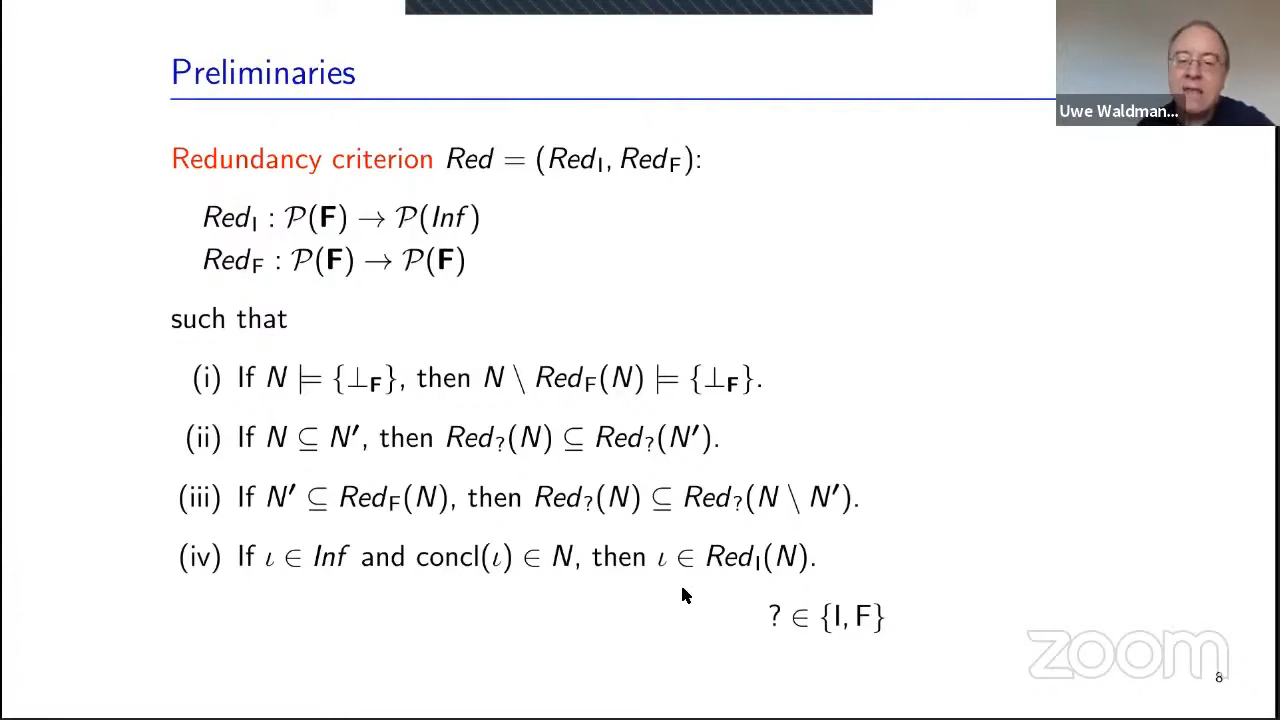 Preliminaries
Uwe Waldman...
Redundancy criterion Red = (Red_I, Red_F):
Red_I : 𝒫(F) → 𝒫(Inf)
Red_F : 𝒫(F) → 𝒫(F)
such that
(i) If N ⊨ {⊥_F}, then N \ Red_F(N) ⊨ {⊥_F}.
(ii) If N ⊆ N′, then Red_?(N) ⊆ Red_?(N′).
(iii) If N′ ⊆ Red_F(N), then Red_?(N) ⊆ Red_?(N \ N′).
(iv) If ι ∈ Inf and concl(ι) ∈ N, then ι ∈ Red_I(N).
? ∈ {I, F}
zoom
8